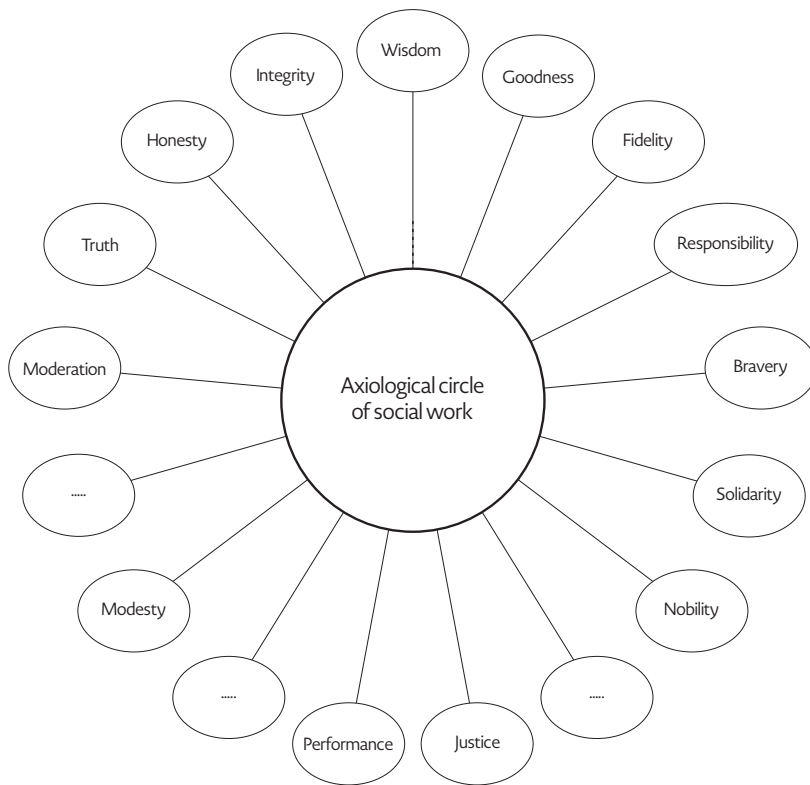 Wisdom
Goodness
Fidelity
Responsibility
Bravery
Solidarity
Nobility
.....
Justice
Performance
.....
Modesty
.....
Moderation
Truth
Honesty
Integrity
Axiological circle
of social work